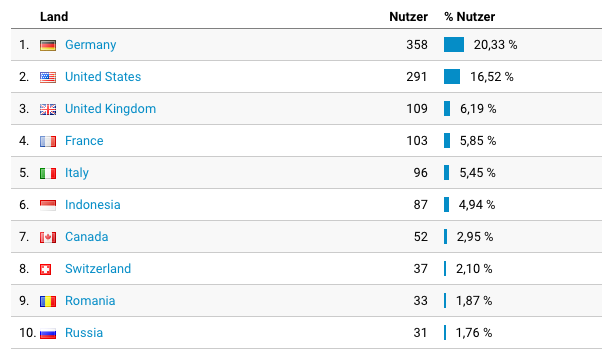 Land Nutzer % Nutzer
1. Germany 358 20,33 %
2. United States 291 16,52 %
3. United Kingdom 109 6,19 %
4. France 103 5,85 %
5. Italy 96 5,45 %
6. Indonesia 87 4,94 %
7. Canada 52 2,95 %
8. Switzerland 37 2,10 %
9. Romania 33 1,87 %
10. Russia 31 1,76 %